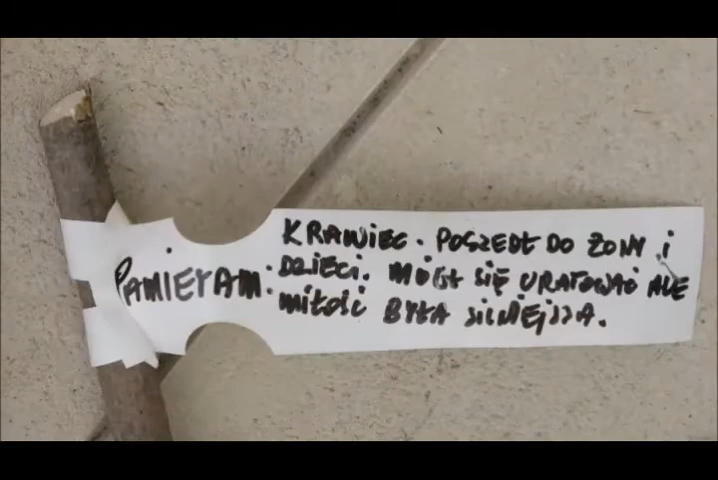 PAMIĘTAM:
KRAWIEC. POSZEDŁ DO ŻONY i
DZIECI. MÓGŁ SIĘ URATOWAĆ ALE
MIŁOŚĆ BYŁA SILNIEJSZA.